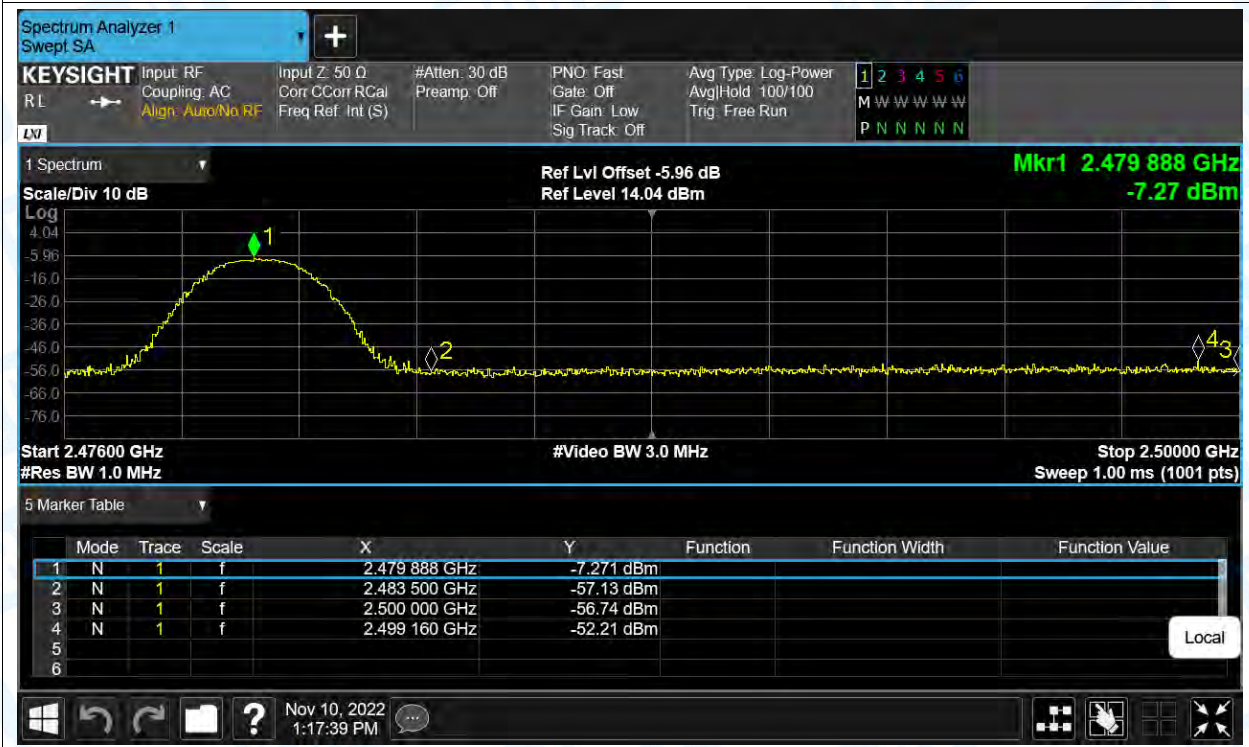 Spectrum Analyzer 1
Swept SA
+
KEYSIGHT
R L
LXI
Input: RF
Coupling: AC
Align: Auto/No RF
Input Z: 50 Ω
Corr CCorr RCal
Freq Ref: Int (S)
#Atten: 30 dB
Preamp: Off
PNO: Fast
Gate: Off
IF Gain: Low
Sig Track: Off
Avg Type: Log-Power
Avg|Hold: 100/100
Trig: Free Run
1 2 3 4 5 6
M W W W W W
P N N N N N
1 Spectrum
Scale/Div 10 dB
Ref Lvl Offset -5.96 dB
Ref Level 14.04 dBm
Mkr1 2.479 888 GHz
-7.27 dBm
Log
4.04
-5.96
-16.0
-26.0
-36.0
-46.0
-56.0
-66.0
-76.0
1
2
4
3
Start 2.47600 GHz #Video BW 3.0 MHz Stop 2.50000 GHz
#Res BW 1.0 MHz Sweep 1.00 ms (1001 pts)
5 Marker Table
Mode Trace Scale X Y Function Function Width Function Value
1 N 1 f 2.479 888 GHz -7.271 dBm
2 N 1 f 2.483 500 GHz -57.13 dBm
3 N 1 f 2.500 000 GHz -56.74 dBm
4 N 1 f 2.499 160 GHz -52.21 dBm
5
6
Local
?
Nov 10, 2022
1:17:39 PM